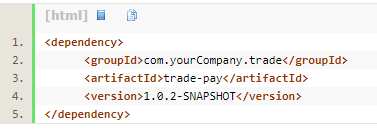 [html]
1. <dependency>
2. <groupId>com.yourCompany.trade</groupId>
3. <artifactId>trade-pay</artifactId>
4. <version>1.0.2-SNAPSHOT</version>
5. </dependency>